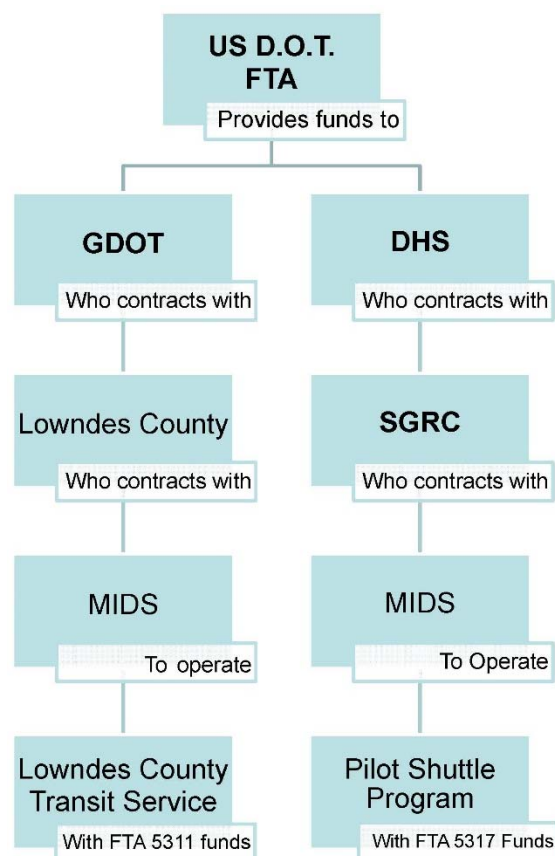 US D.O.T.
FTA
Provides funds to
GDOT
Who contracts with
DHS
Who contracts with
Lowndes County
Who contracts with
SGRC
Who contracts with
MIDS
To operate
MIDS
To Operate
Lowndes County
Transit Service
With FTA 5311 funds
Pilot Shuttle
Program
With FTA 5317 Funds